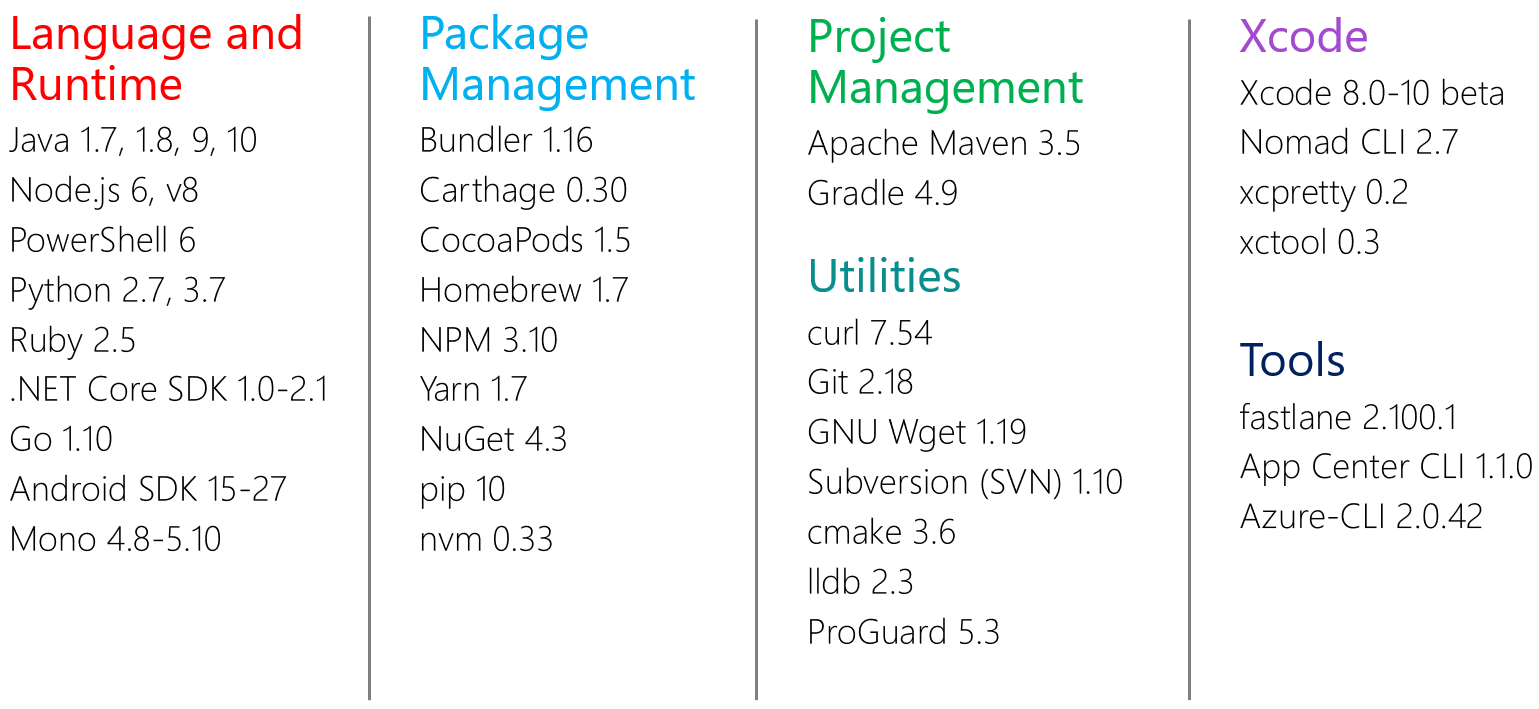 Language and
Runtime
Java 1.7, 1.8, 9, 10
Node.js 6, v8
PowerShell 6
Python 2.7, 3.7
Ruby 2.5
.NET Core SDK 1.0-2.1
Go 1.10
Android SDK 15-27
Mono 4.8-5.10
Package
Management
Bundler 1.16
Carthage 0.30
CocoaPods 1.5
Homebrew 1.7
NPM 3.10
Yarn 1.7
NuGet 4.3
pip 10
nvm 0.33
Project
Management
Apache Maven 3.5
Gradle 4.9
Utilities
curl 7.54
Git 2.18
GNU Wget 1.19
Subversion (SVN) 1.10
cmake 3.6
lldb 2.3
ProGuard 5.3
Xcode
Xcode 8.0-10 beta
Nomad CLI 2.7
xcpretty 0.2
xctool 0.3
Tools
fastlane 2.100.1
App Center CLI 1.1.0
Azure-CLI 2.0.42